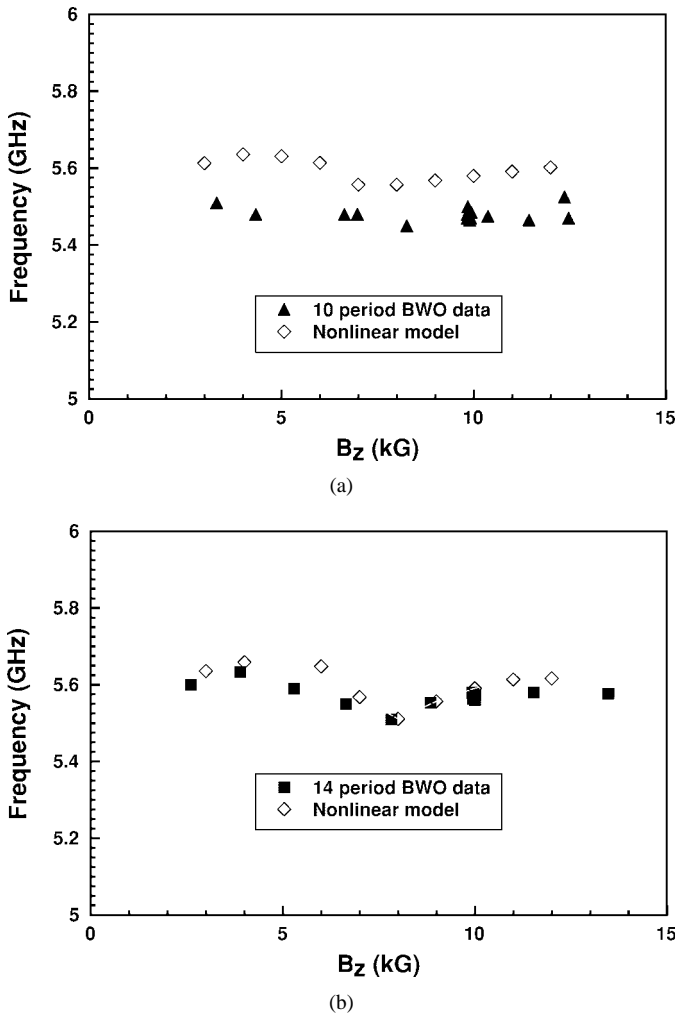 6
5.8
5.6
5.4
5.2
5
Frequency (GHz)
10 period BWO data
Nonlinear model
0
5
10
15
BZ (kG)
(a)
6
5.8
5.6
5.4
5.2
5
Frequency (GHz)
14 period BWO data
Nonlinear model
0
5
10
15
BZ (kG)
(b)